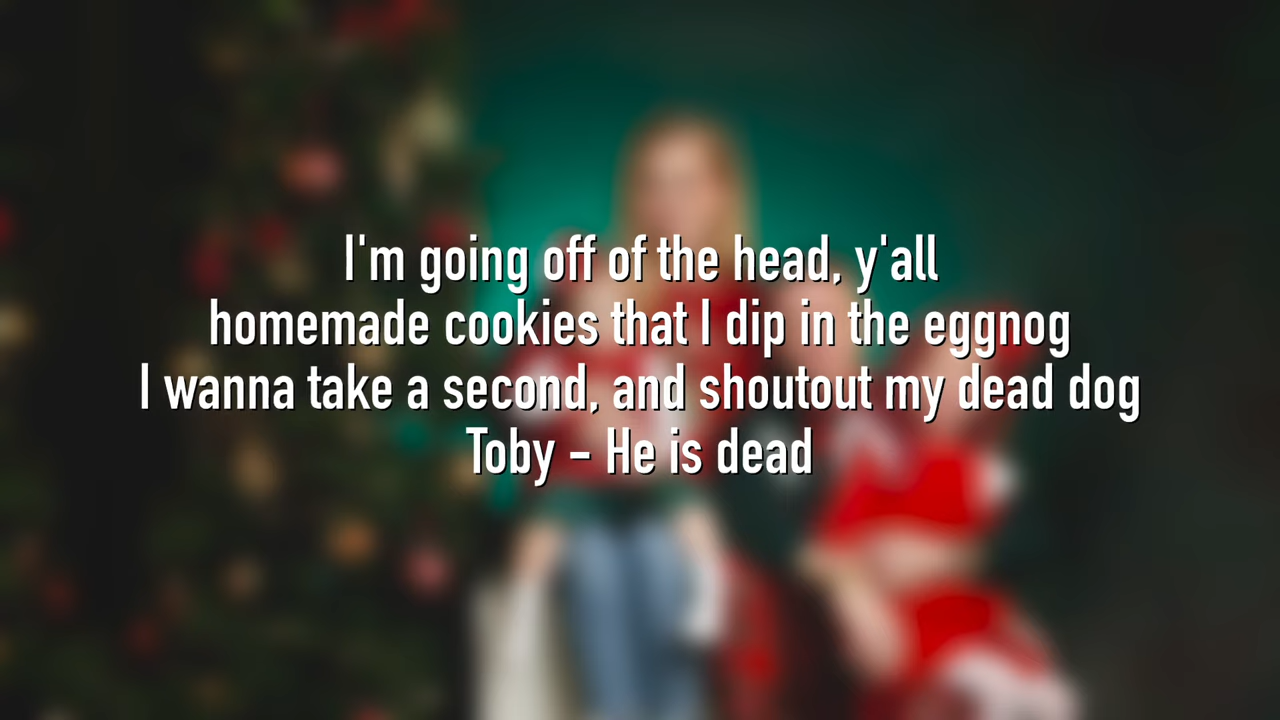 I'm going off of the head, y'all
homemade cookies that I dip in the eggnog
I wanna take a second, and shoutout my dead dog
Toby - He is dead